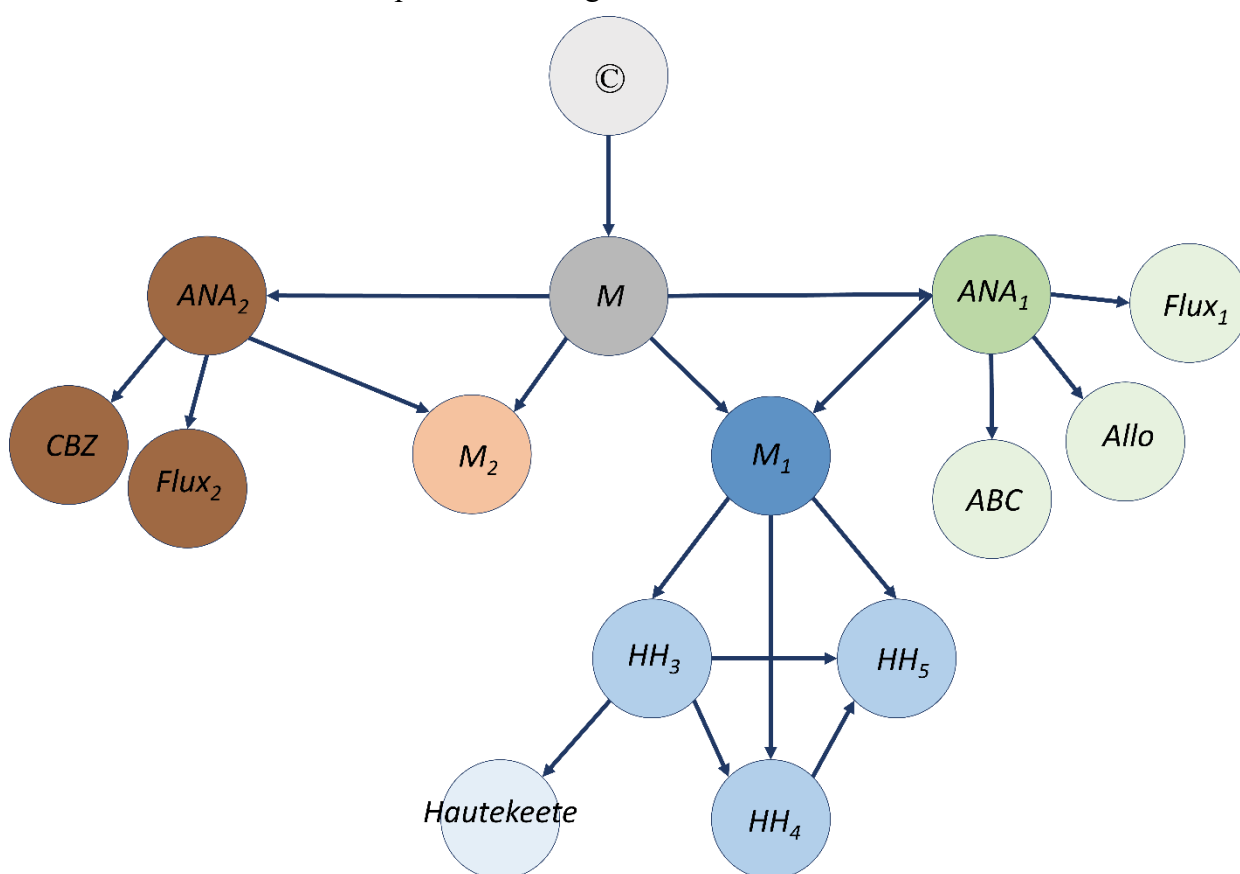 ©
ANA₂
M
ANA₁
Flux₁
CBZ
Flux₂
M₂
M₁
Allo
ABC
HH₃
HH₅
Hautekeete
HH₄